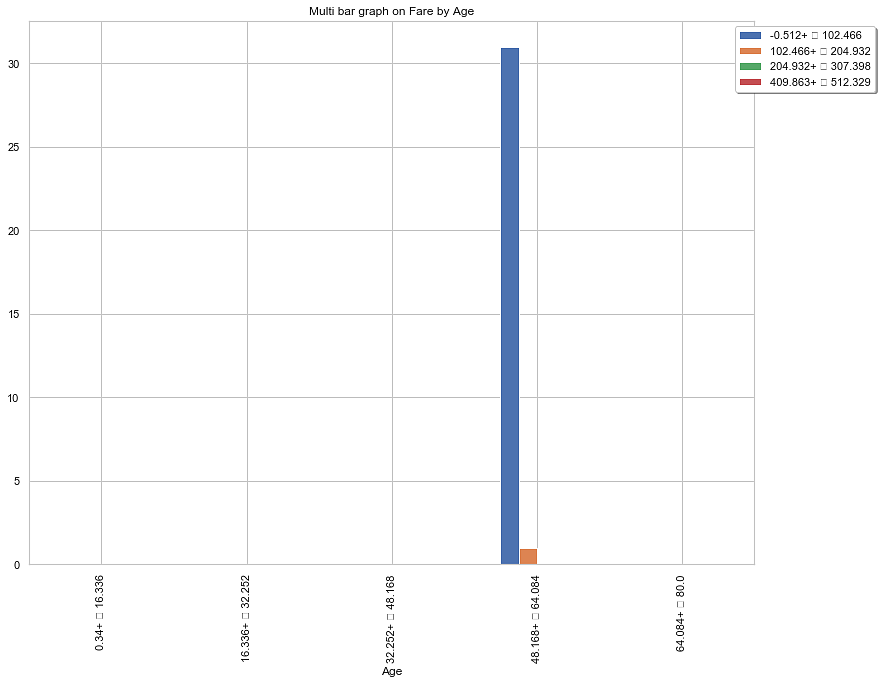 Multi bar graph on Fare by Age
-0.512+ □ 102.466
102.466+ □ 204.932
204.932+ □ 307.398
409.863+ □ 512.329
30
25
20
15
10
5
0
0.34+ □ 16.336
16.336+ □ 32.252
32.252+ □ 48.168
48.168+ □ 64.084
64.084+ □ 80.0
Age